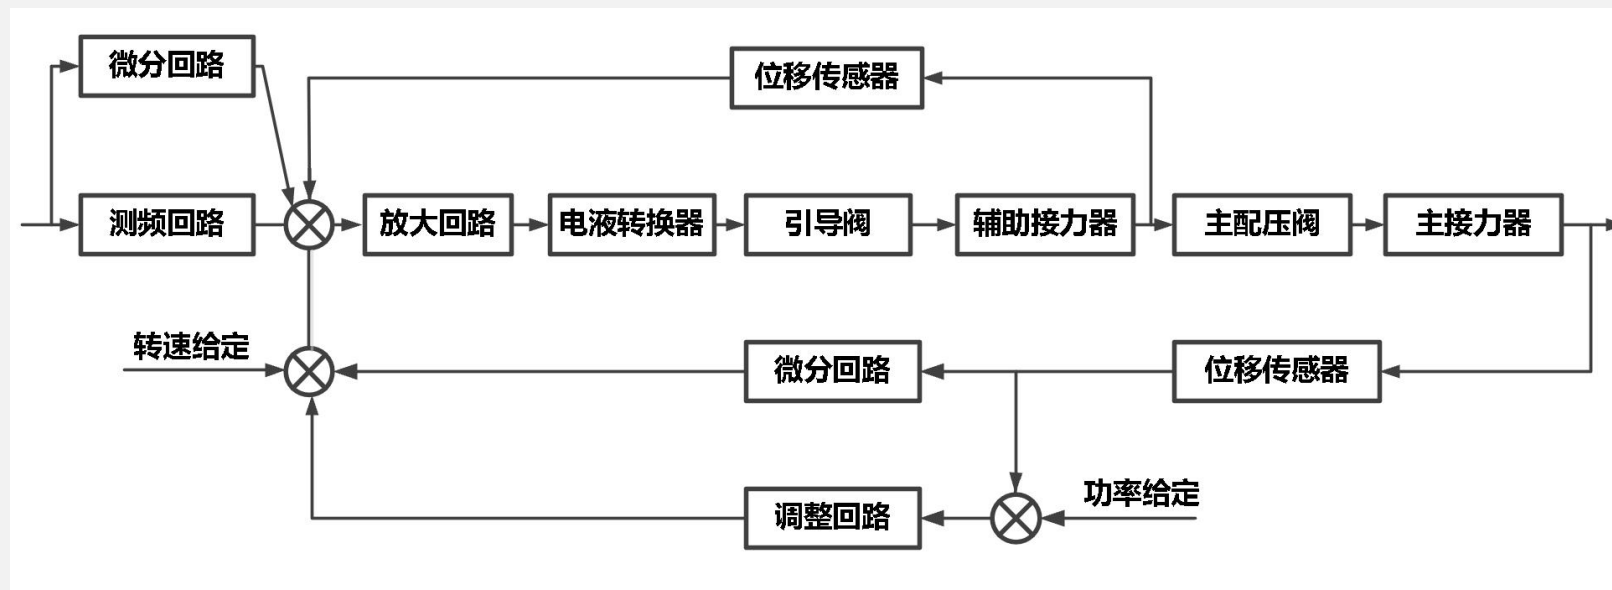 微分回路
位移传感器
测频回路
放大回路
电液转换器
引导阀
辅助接力器
主配压阀
主接力器
转速给定
微分回路
位移传感器
功率给定
调整回路